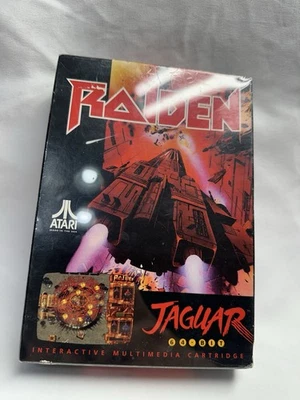 RAIDEN
ATARI
JAGUAR
64-BIT
INTERACTIVE MULTIMEDIA CARTRIDGE